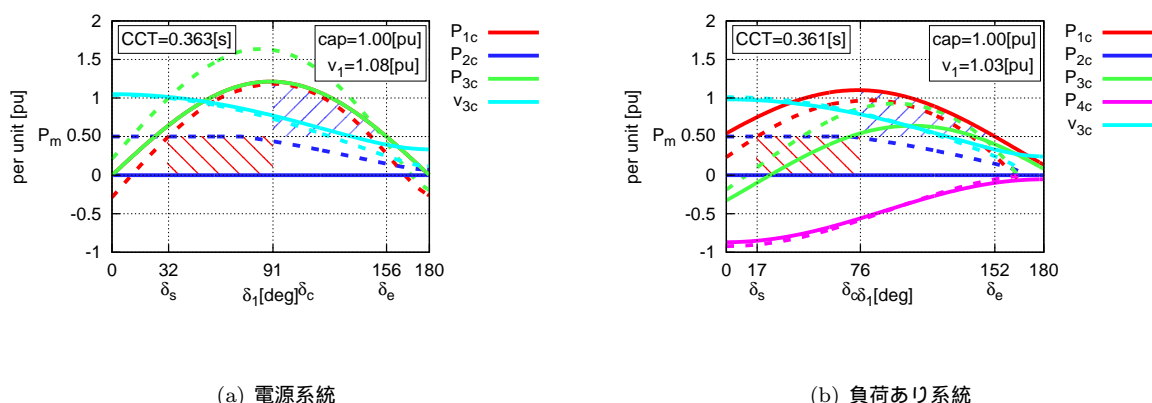 CCT=0.363[s]
cap=1.00[pu]
v1=1.08[pu]
per unit [pu]
2
1.5
1
Pm 0.50
0
-0.5
-1
0 32 91 156 180
δs δ1[deg] δc δe
P1c
P2c
P3c
v3c
(a) 電源系統
CCT=0.361[s]
cap=1.00[pu]
v1=1.03[pu]
per unit [pu]
2
1.5
1
Pm 0.50
0
-0.5
-1
0 17 76 152 180
δs δc δ1[deg] δe
P1c
P2c
P3c
P4c
v3c
(b) 負荷あり系統